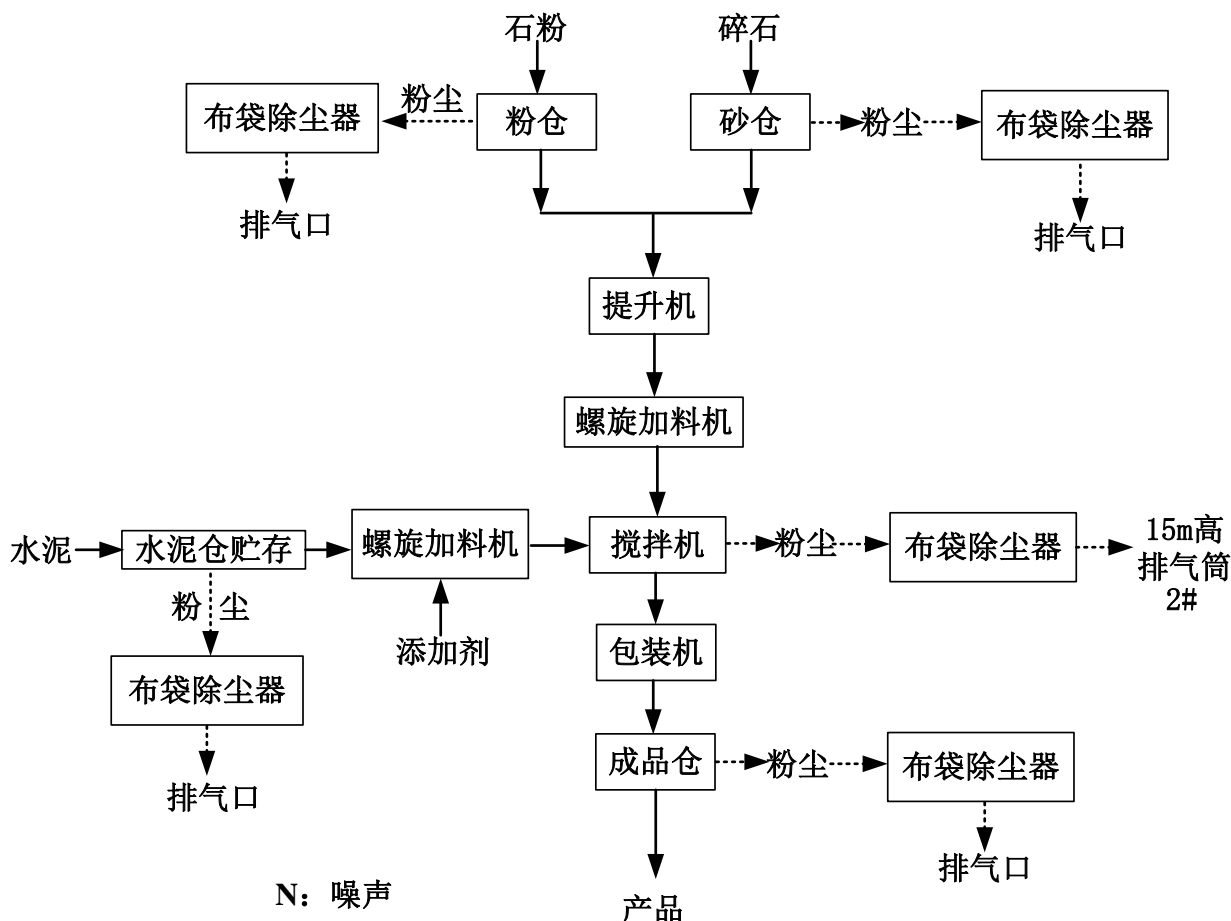 石粉
碎石
布袋除尘器
粉尘
粉仓
砂仓
粉尘
布袋除尘器
排气口
排气口
提升机
螺旋加料机
水泥
水泥仓贮存
螺旋加料机
搅拌机
粉尘
布袋除尘器
15m高
排气筒
2#
粉 尘
添加剂
包装机
布袋除尘器
成品仓
粉尘
布袋除尘器
排气口
排气口
N：噪声
产品